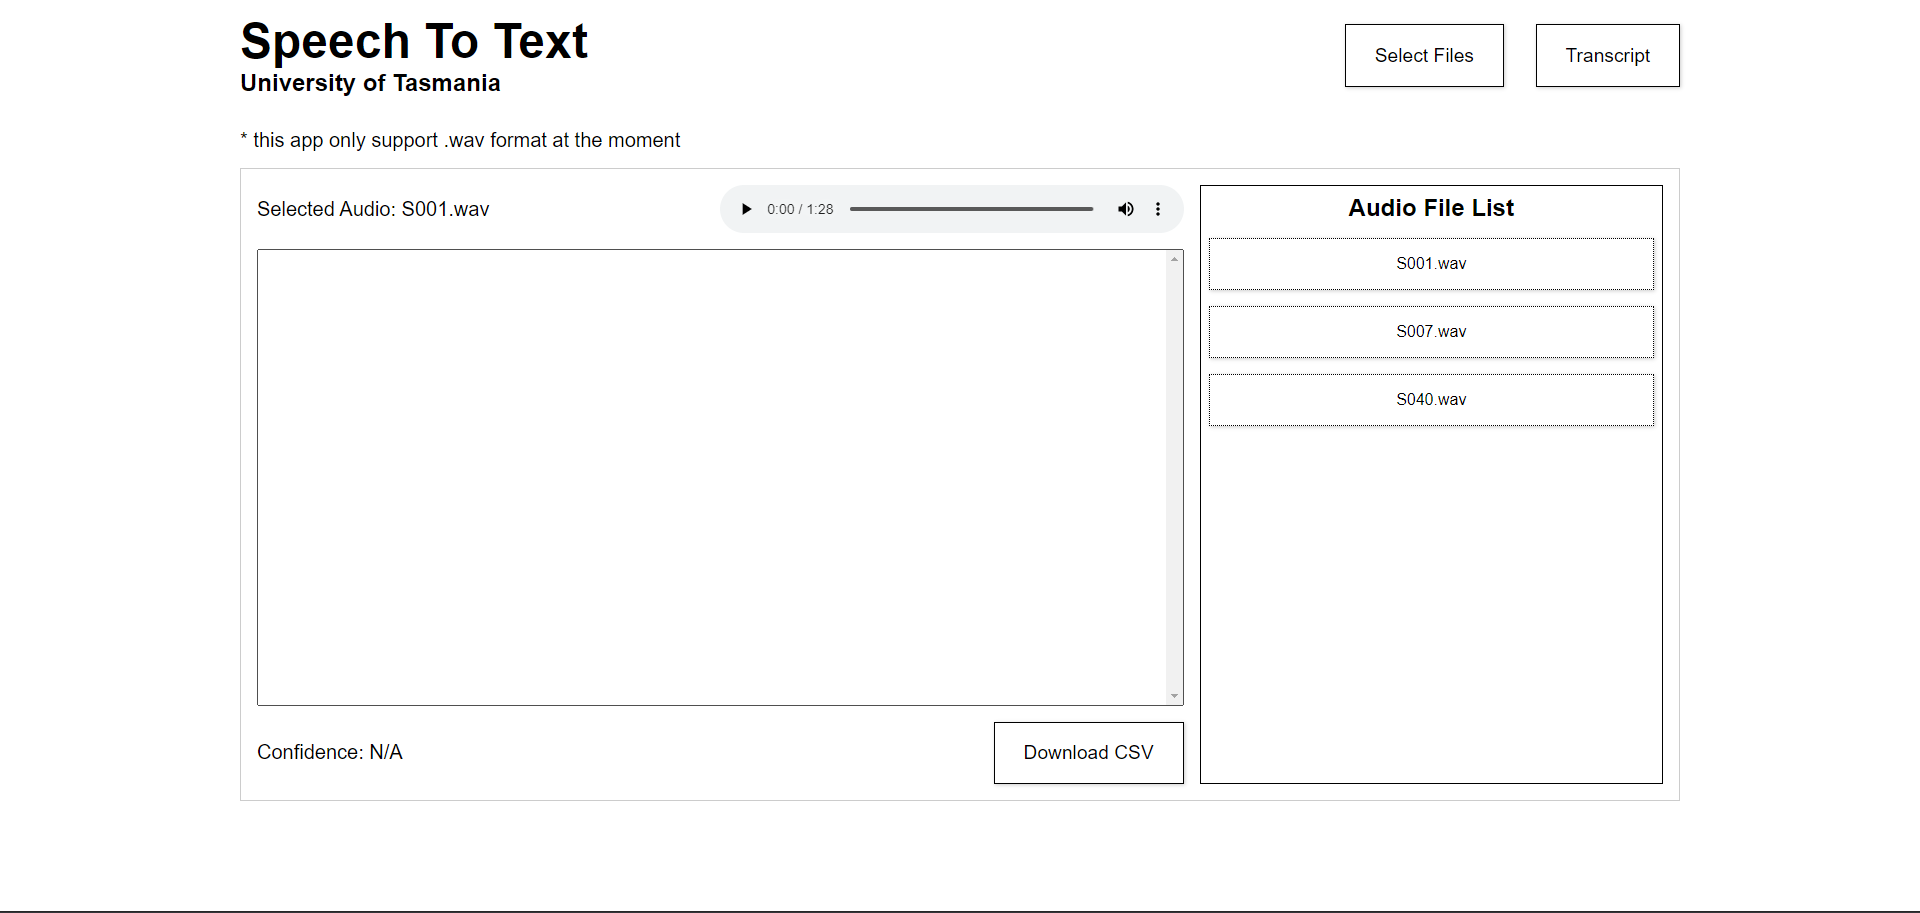 Speech To Text
University of Tasmania
Select Files
Transcript
* this app only support .wav format at the moment
Selected Audio: S001.wav
0:00 / 1:28
Confidence: N/A
Download CSV
Audio File List
S001.wav
S007.wav
S040.wav